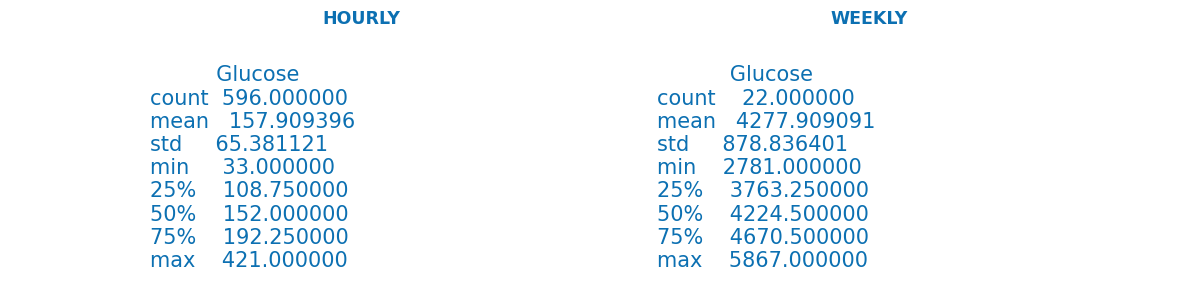 HOURLY
Glucose
count 596.000000
mean 157.909396
std 65.381121
min 33.000000
25% 108.750000
50% 152.000000
75% 192.250000
max 421.000000
WEEKLY
Glucose
count 22.000000
mean 4277.909091
std 878.836401
min 2781.000000
25% 3763.250000
50% 4224.500000
75% 4670.500000
max 5867.000000